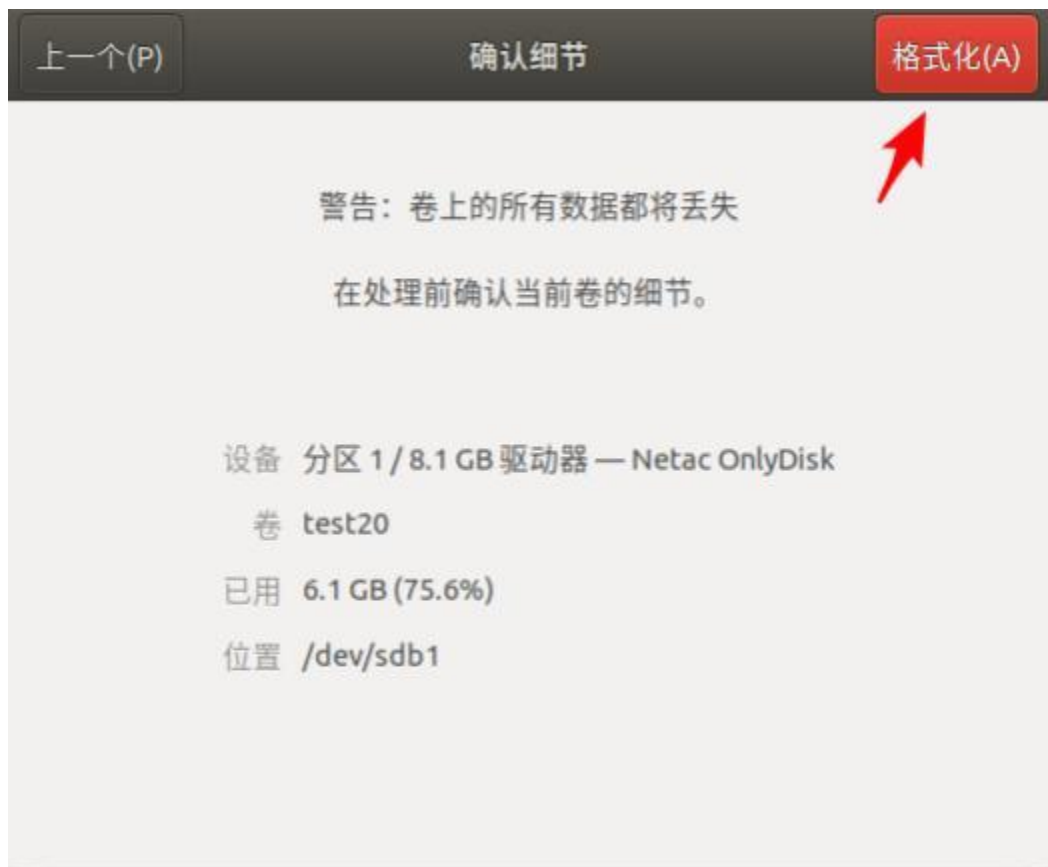 上一个(P) 确认细节 格式化(A)
警告：卷上的所有数据都将丢失
在处理前确认当前卷的细节。
设备 分区 1 / 8.1 GB 驱动器 — Netac OnlyDisk
卷 test20
已用 6.1 GB (75.6%)
位置 /dev/sdb1